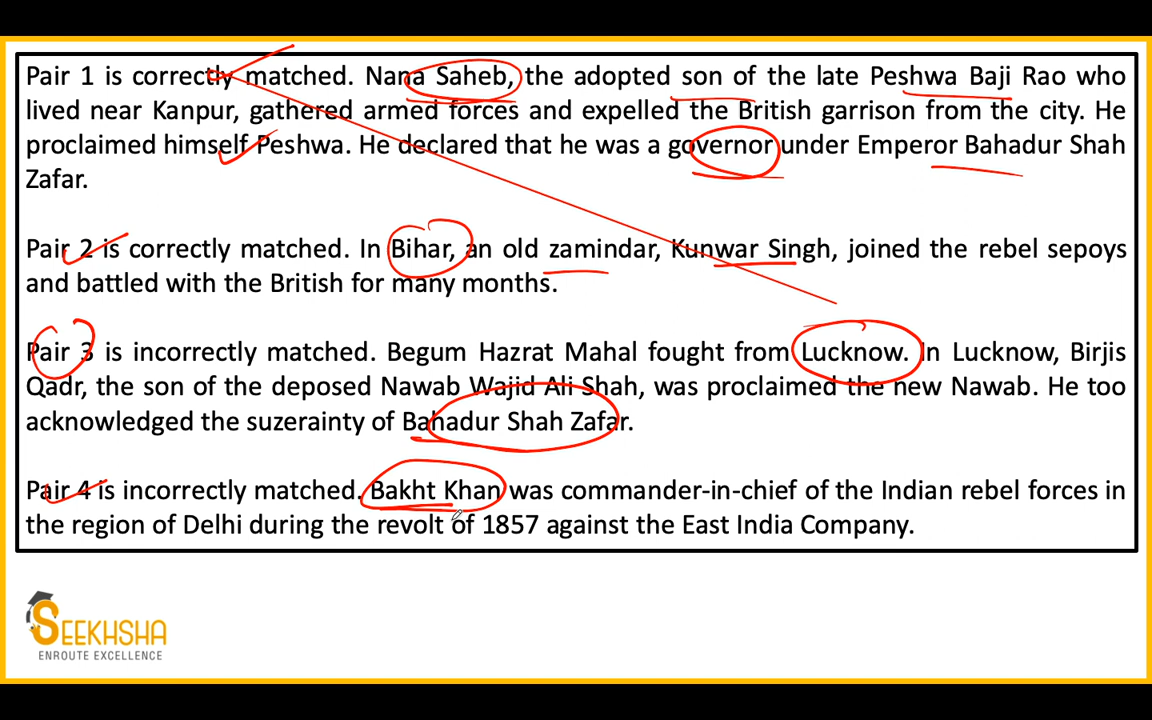 Pair 1 is correctly matched. Nana Saheb, the adopted son of the late Peshwa Baji Rao who
lived near Kanpur, gathered armed forces and expelled the British garrison from the city. He
proclaimed himself Peshwa. He declared that he was a governor under Emperor Bahadur Shah
Zafar.
Pair 2 is correctly matched. In Bihar, an old zamindar, Kunwar Singh, joined the rebel sepoys
and battled with the British for many months.
Pair 3 is incorrectly matched. Begum Hazrat Mahal fought from Lucknow. In Lucknow, Birjis
Qadr, the son of the deposed Nawab Wajid Ali Shah, was proclaimed the new Nawab. He too
acknowledged the suzerainty of Bahadur Shah Zafar.
Pair 4 is incorrectly matched. Bakht Khan was commander-in-chief of the Indian rebel forces in
the region of Delhi during the revolt of 1857 against the East India Company.
SEEKHSHA
ENROUTE EXCELLENCE